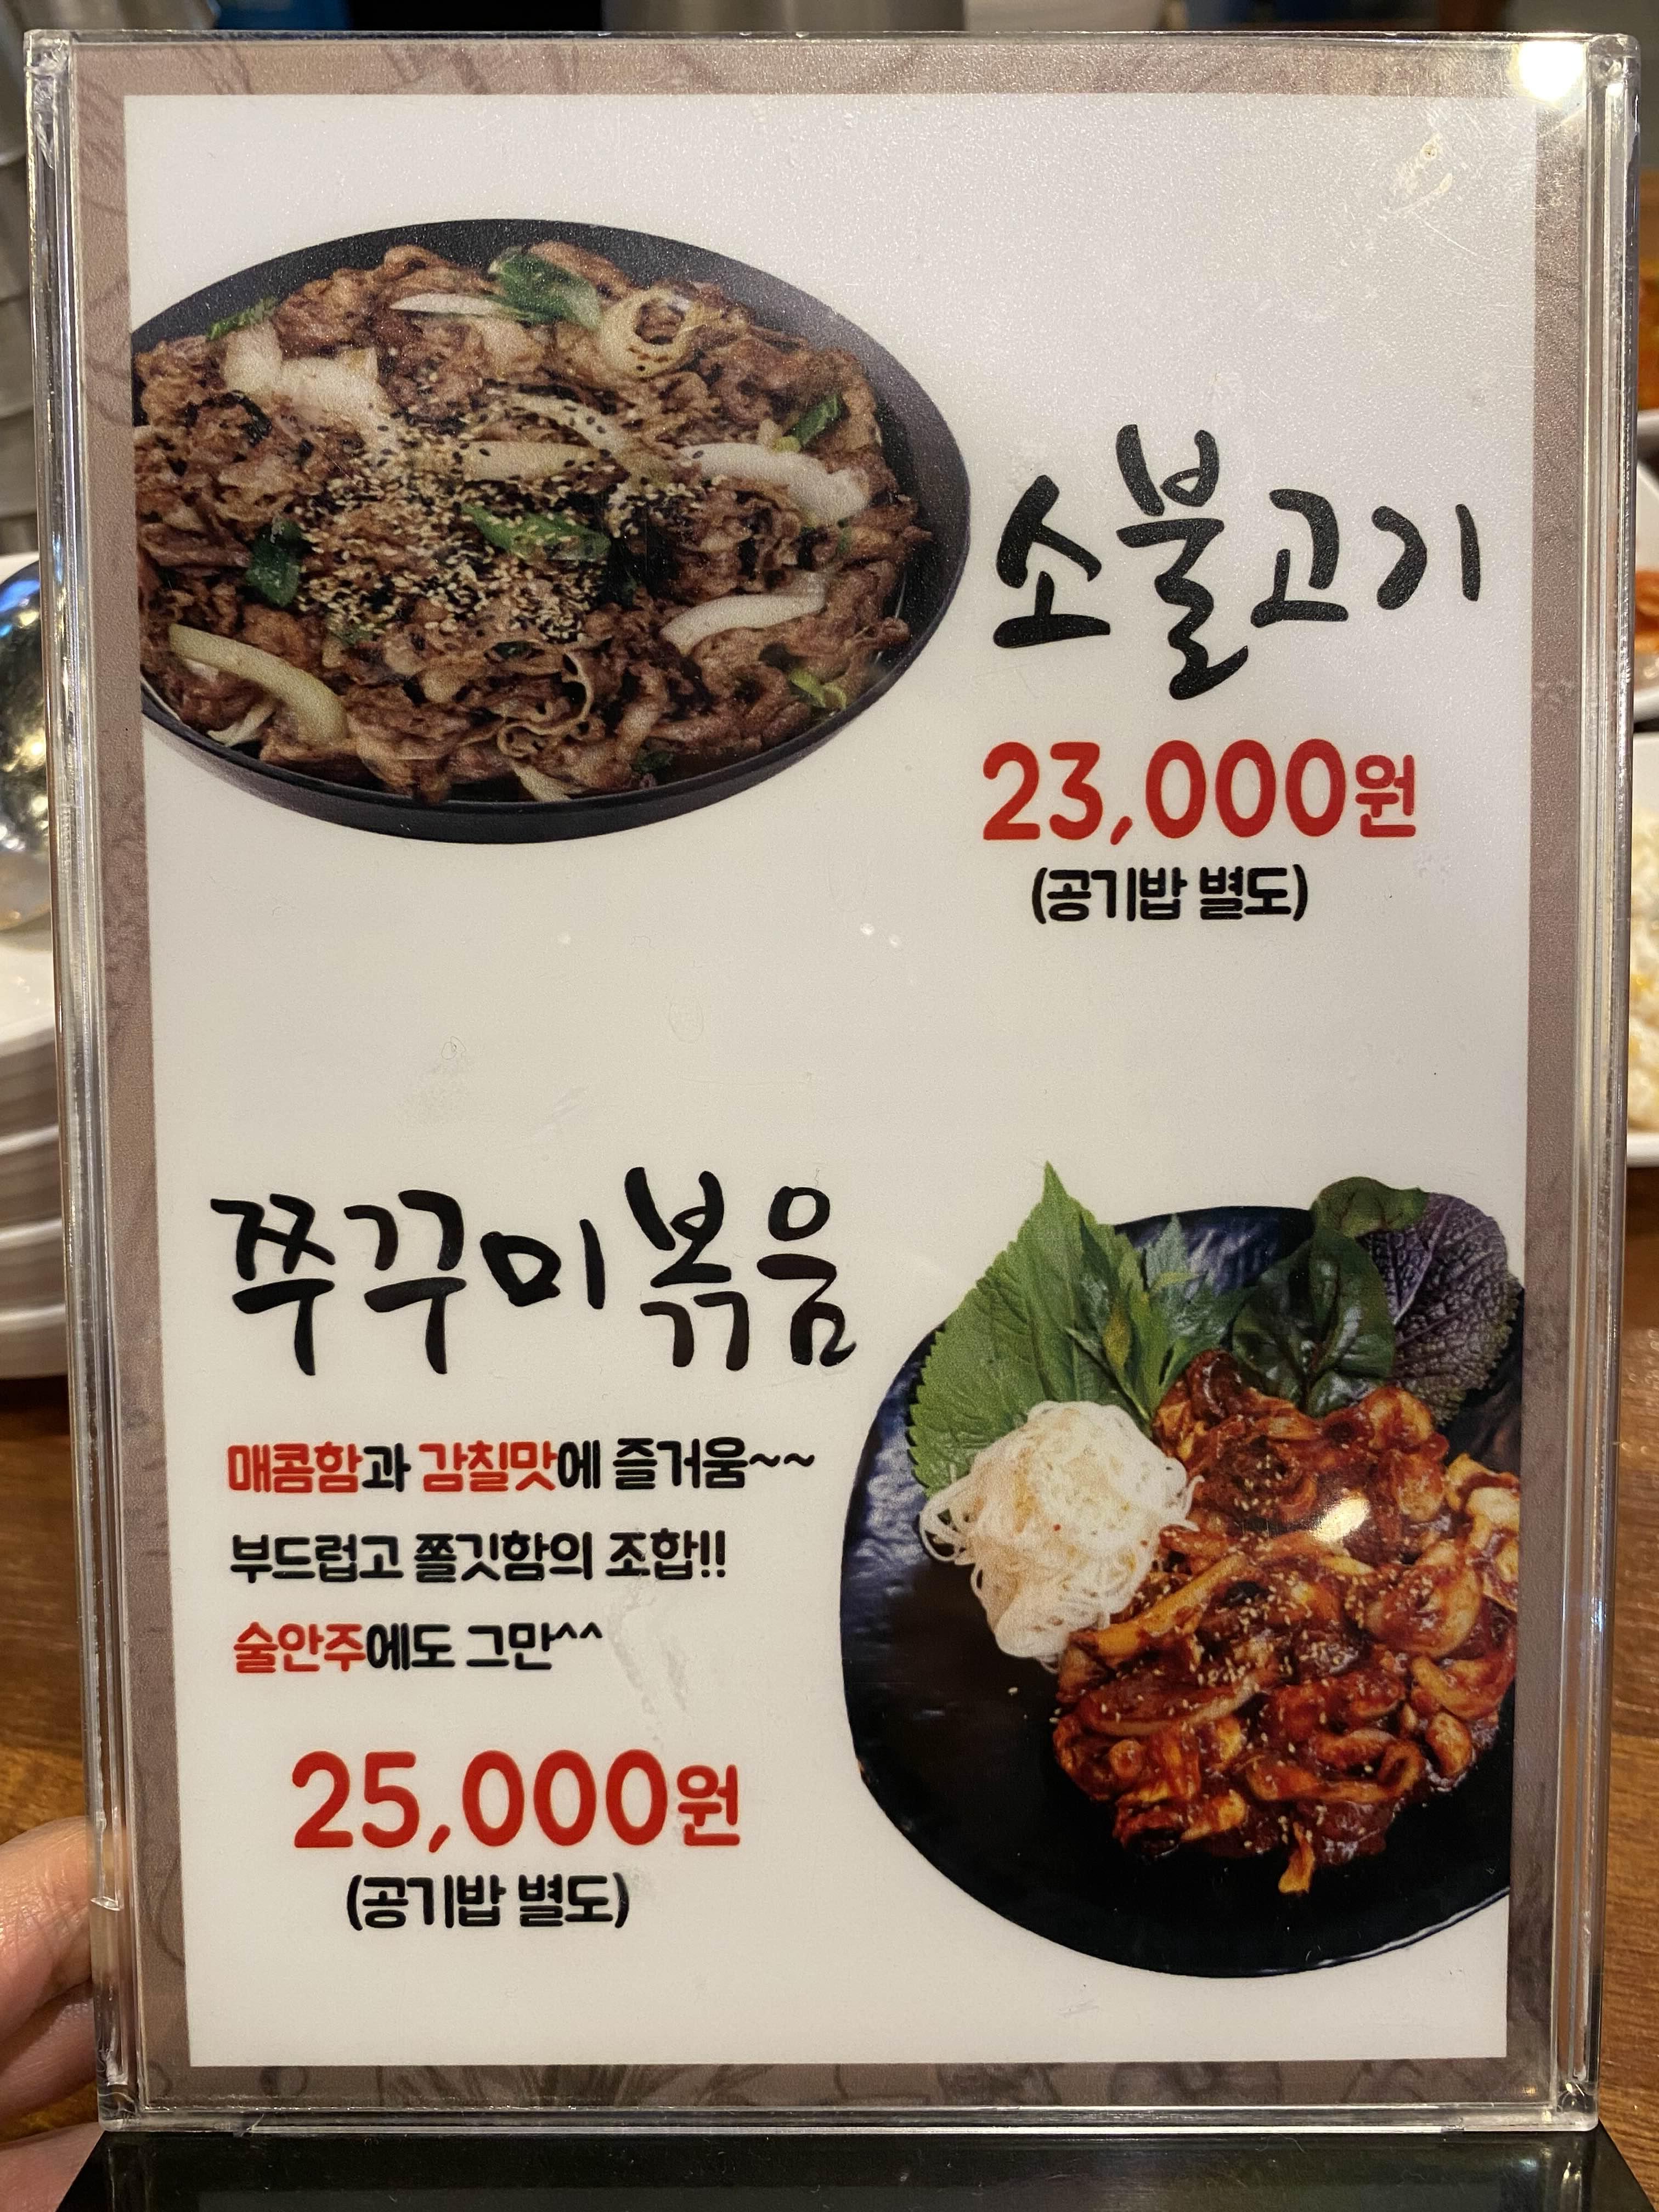 소불고기
23,000원
(공기밥 별도)
쭈꾸미볶음
매콤함과 감칠맛에 즐거움~~
부드럽고 쫄깃함의 조합!!
술안주에도 그만^^
25,000원
(공기밥 별도)